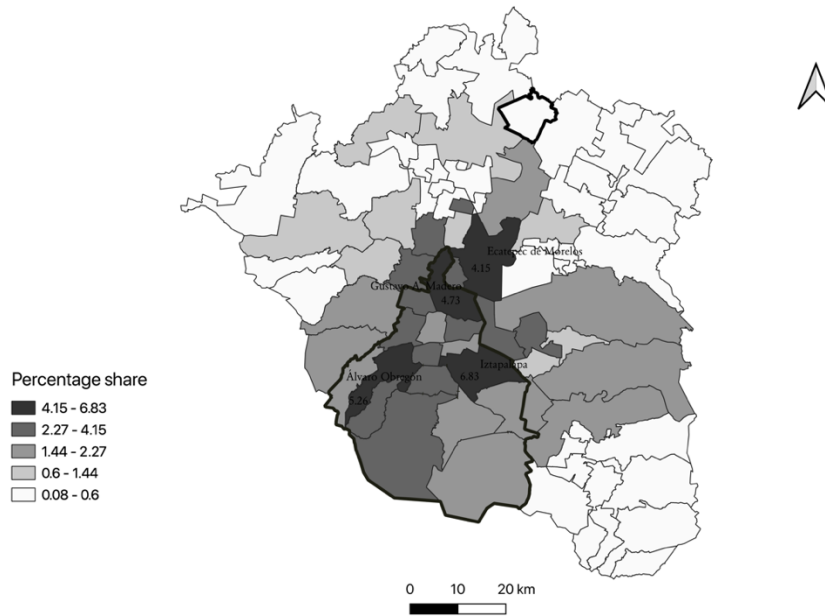 Ecatepec de Morelos
4.15
Gustavo A. Madero
4.73
Iztapalapa
6.83
Álvaro Obregón
5.26
Percentage share
4.15 - 6.83
2.27 - 4.15
1.44 - 2.27
0.6 - 1.44
0.08 - 0.6
0 10 20 km